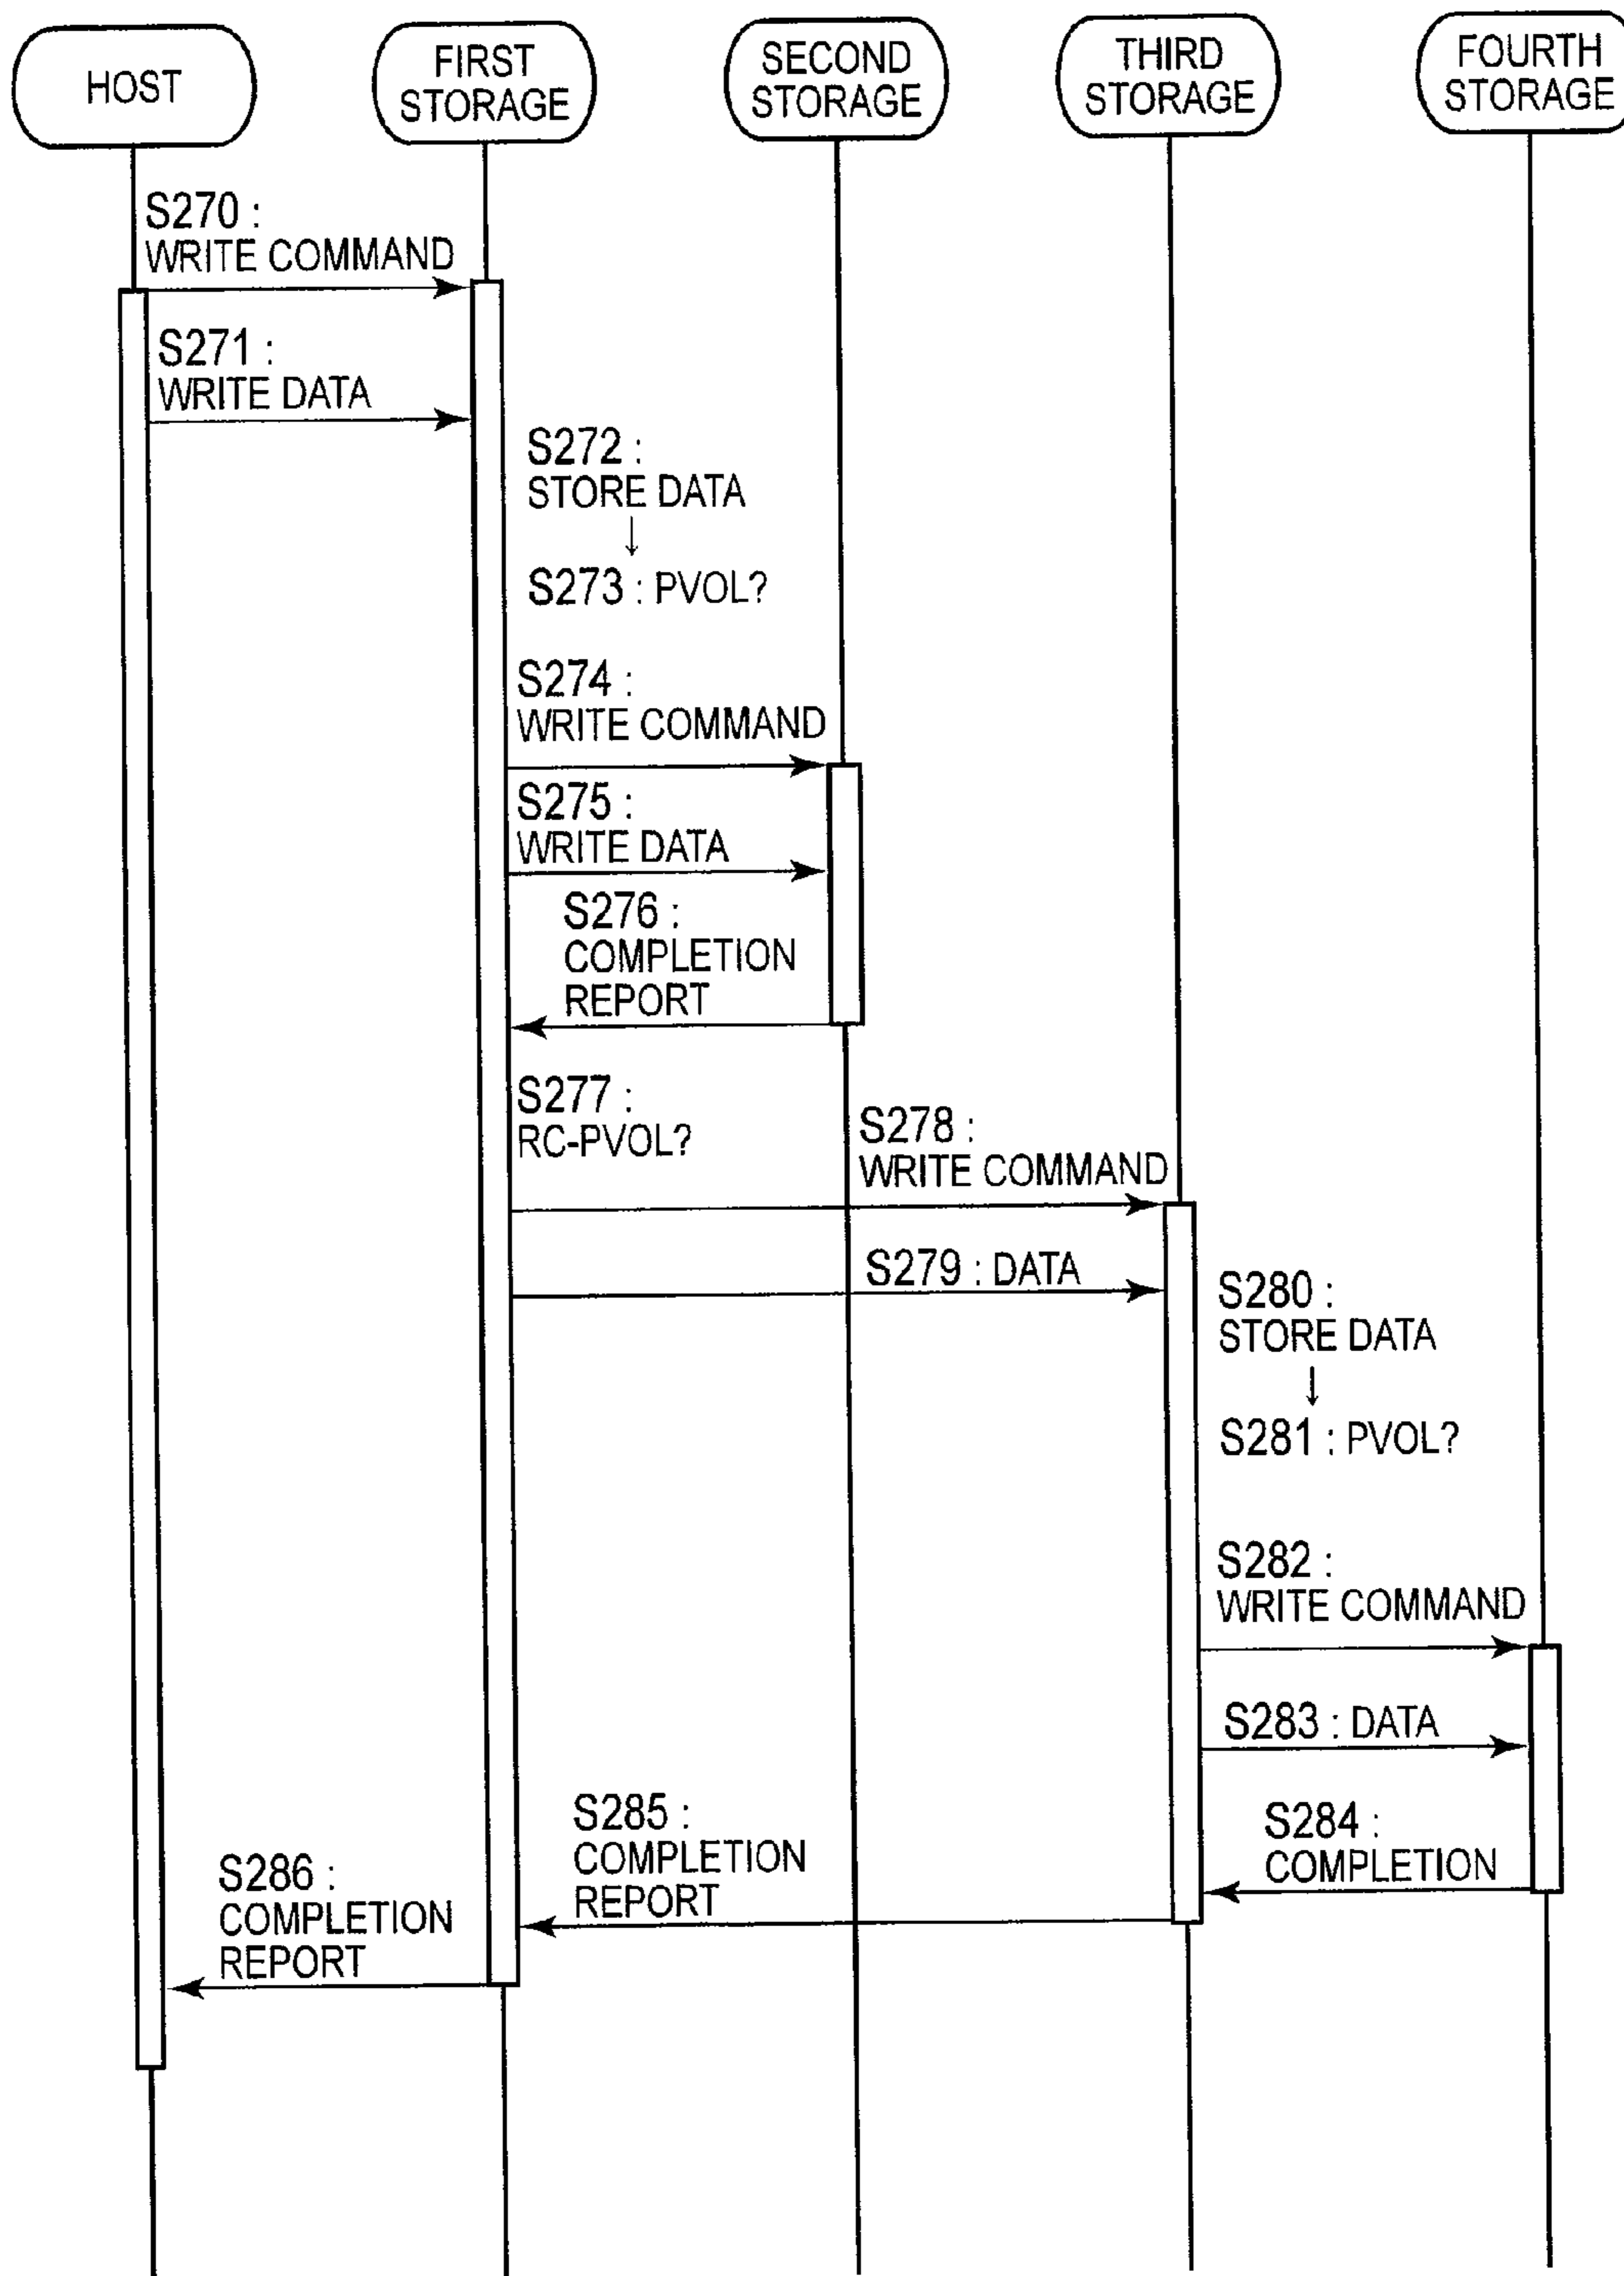 HOST
FIRST
STORAGE
SECOND
STORAGE
THIRD
STORAGE
FOURTH
STORAGE
S270 :
WRITE COMMAND
S271 :
WRITE DATA
S272 :
STORE DATA
↓
S273 : PVOL?
S274 :
WRITE COMMAND
S275 :
WRITE DATA
S276 :
COMPLETION
REPORT
S277 :
RC-PVOL?
S278 :
WRITE COMMAND
S279 : DATA
S280 :
STORE DATA
↓
S281 : PVOL?
S282 :
WRITE COMMAND
S283 : DATA
S284 :
COMPLETION
S285 :
COMPLETION
REPORT
S286 :
COMPLETION
REPORT